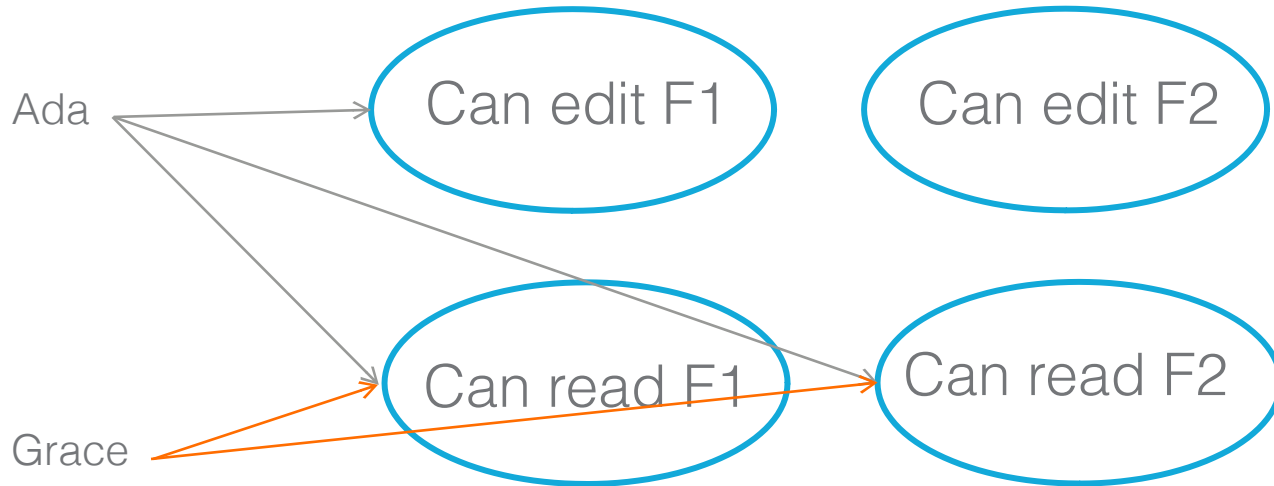 Ada
Can edit F1
Can edit F2
Can read F1
Can read F2
Grace